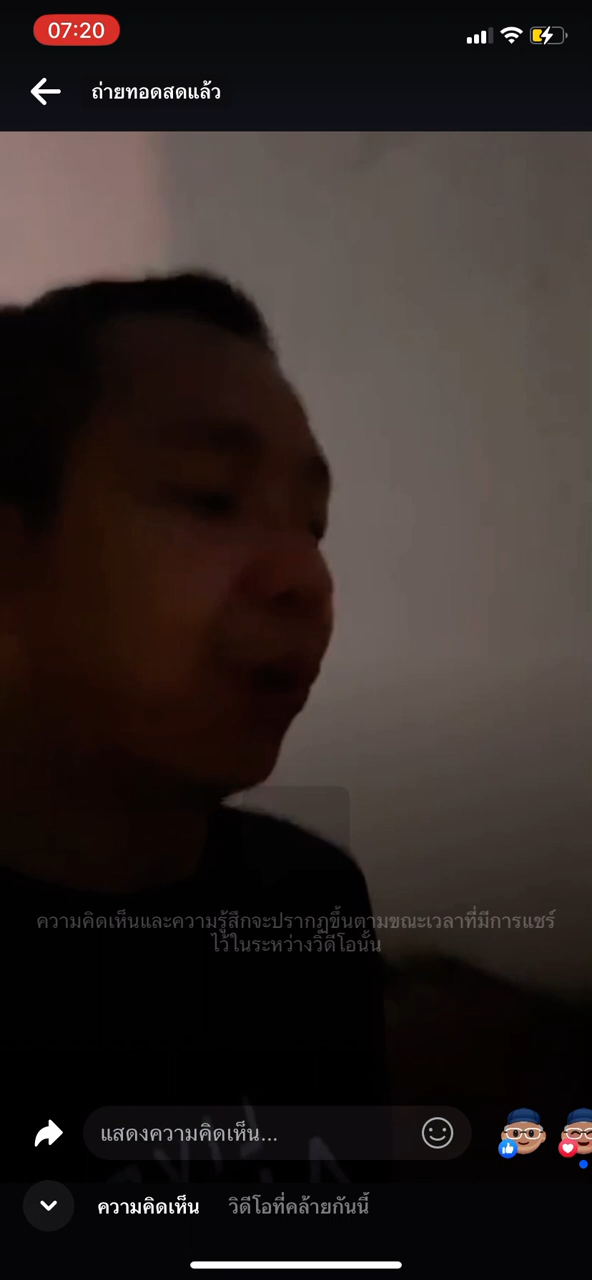 07:20
ถ่ายทอดสดแล้ว
ความคิดเห็นและความรู้สึกจะปรากฏขึ้นตามขณะเวลาที่มีการแชร์
ไว้ในระหว่างวิดีโอนั้น
แสดงความคิดเห็น...
ความคิดเห็น วิดีโอที่คล้ายกันนี้